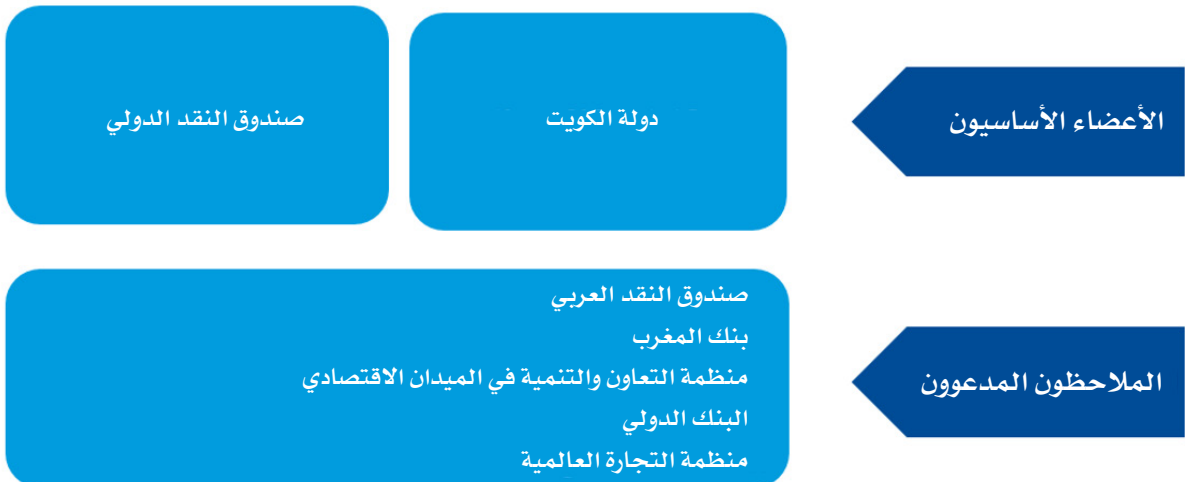 الأعضاء الأساسيون
دولة الكويت
صندوق النقد الدولي
الملاحظون المدعوون
صندوق النقد العربي
بنك المغرب
منظمة التعاون والتنمية في الميدان الاقتصادي
البنك الدولي
منظمة التجارة العالمية